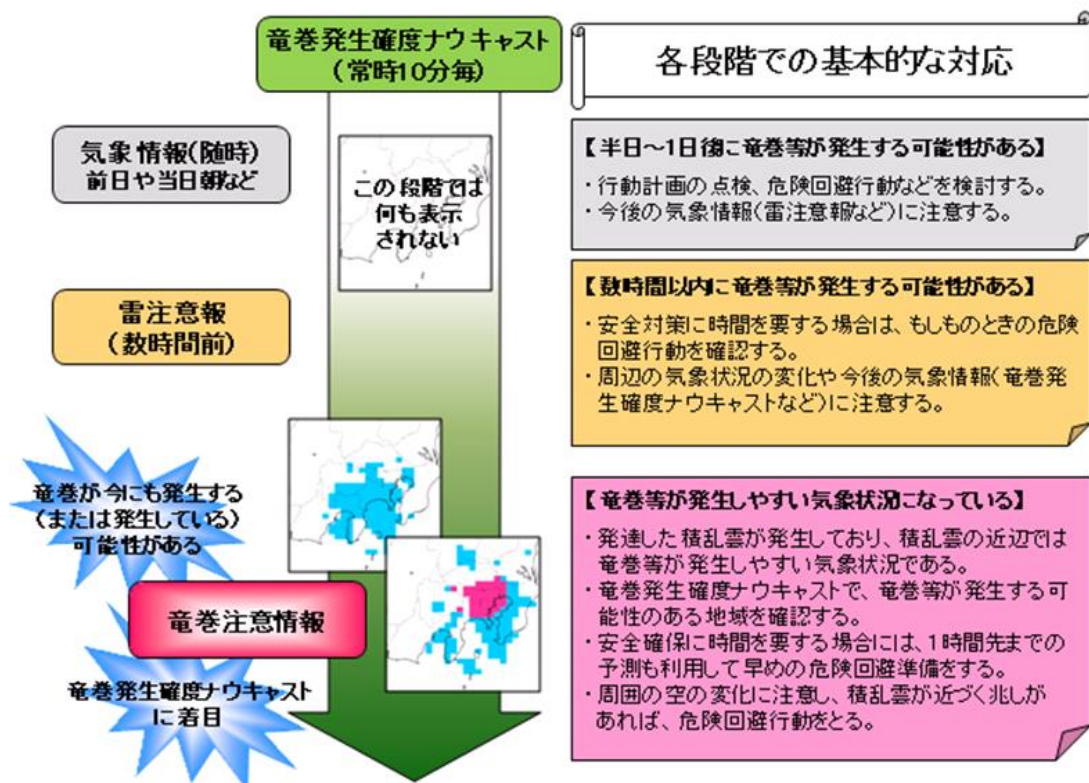 竜巻発生確度ナウキャスト
(常時10分毎)
各段階での基本的な対応
気象情報(随時)
前日や当日朝など
この段階では
何も表示
されない
【半日～1日後に竜巻等が発生する可能性がある】
・行動計画の点検、危険回避行動などを検討する。
・今後の気象情報(雷注意報など)に注意する。
雷注意報
(数時間前)
【数時間以内に竜巻等が発生する可能性がある】
・安全対策に時間を要する場合は、もしものときの危険
回避行動を確認する。
・周辺の気象状況の変化や今後の気象情報(竜巻発
生確度ナウキャストなど)に注意する。
竜巻が今にも発生する
(または発生している)
可能性がある
竜巻注意情報
竜巻発生確度ナウキャスト
に着目
【竜巻等が発生しやすい気象状況になっている】
・発達した積乱雲が発生しており、積乱雲の近辺では
竜巻等が発生しやすい気象状況である。
・竜巻発生確度ナウキャストで、竜巻等が発生する可
能性のある地域を確認する。
・安全確保に時間を要する場合には、1時間先までの
予測も利用して早めの危険回避準備をする。
・周囲の空の変化に注意し、積乱雲が近づく兆しが
あれば、危険回避行動をとる。